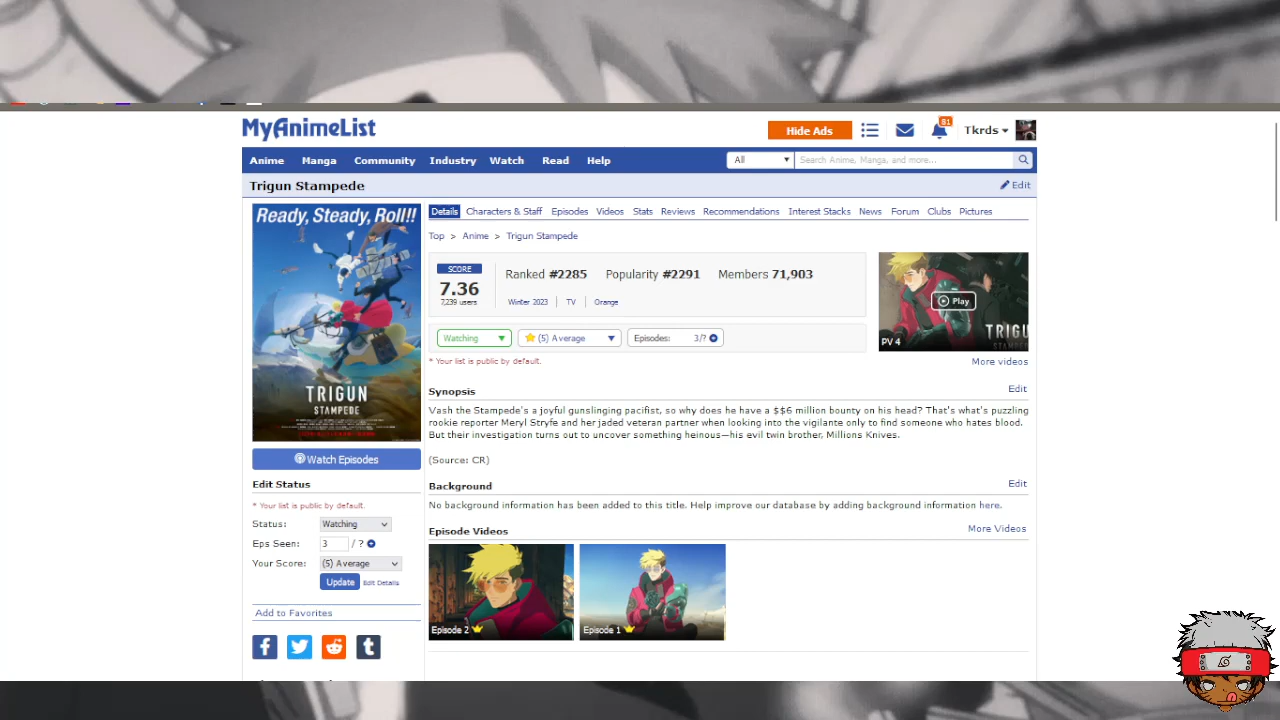 MyAnimeList
Hide Ads
81
Tkrds
Anime Manga Community Industry Watch Read Help
All
Search Anime, Manga, and more...
Trigun Stampede
Edit
Ready, Steady, Roll!!
TRIGUN
STAMPEDE
Details Characters & Staff Episodes Videos Stats Reviews Recommendations Interest Stacks News Forum Clubs Pictures
Top > Anime > Trigun Stampede
SCORE
7.36
7,239 users
Ranked #2285 Popularity #2291 Members 71,903
Winter 2023 TV Orange
Play
PV 4
TRIGUN
Watching
(5) Average
Episodes: 3/?
* Your list is public by default.
More videos
Synopsis
Edit
Vash the Stampede's a joyful gunslinging pacifist, so why does he have a $$6 million bounty on his head? That's what's puzzling
rookie reporter Meryl Stryfe and her jaded veteran partner when looking into the vigilante only to find someone who hates blood.
But their investigation turns out to uncover something heinous—his evil twin brother, Millions Knives.
(Source: CR)
Background
Edit
No background information has been added to this title. Help improve our database by adding background information here.
Episode Videos
More Videos
Episode 2
Episode 1
Watch Episodes
Edit Status
* Your list is public by default.
Status: Watching
Eps Seen: 3 / ?
Your Score: (5) Average
Update Edit Details
Add to Favorites